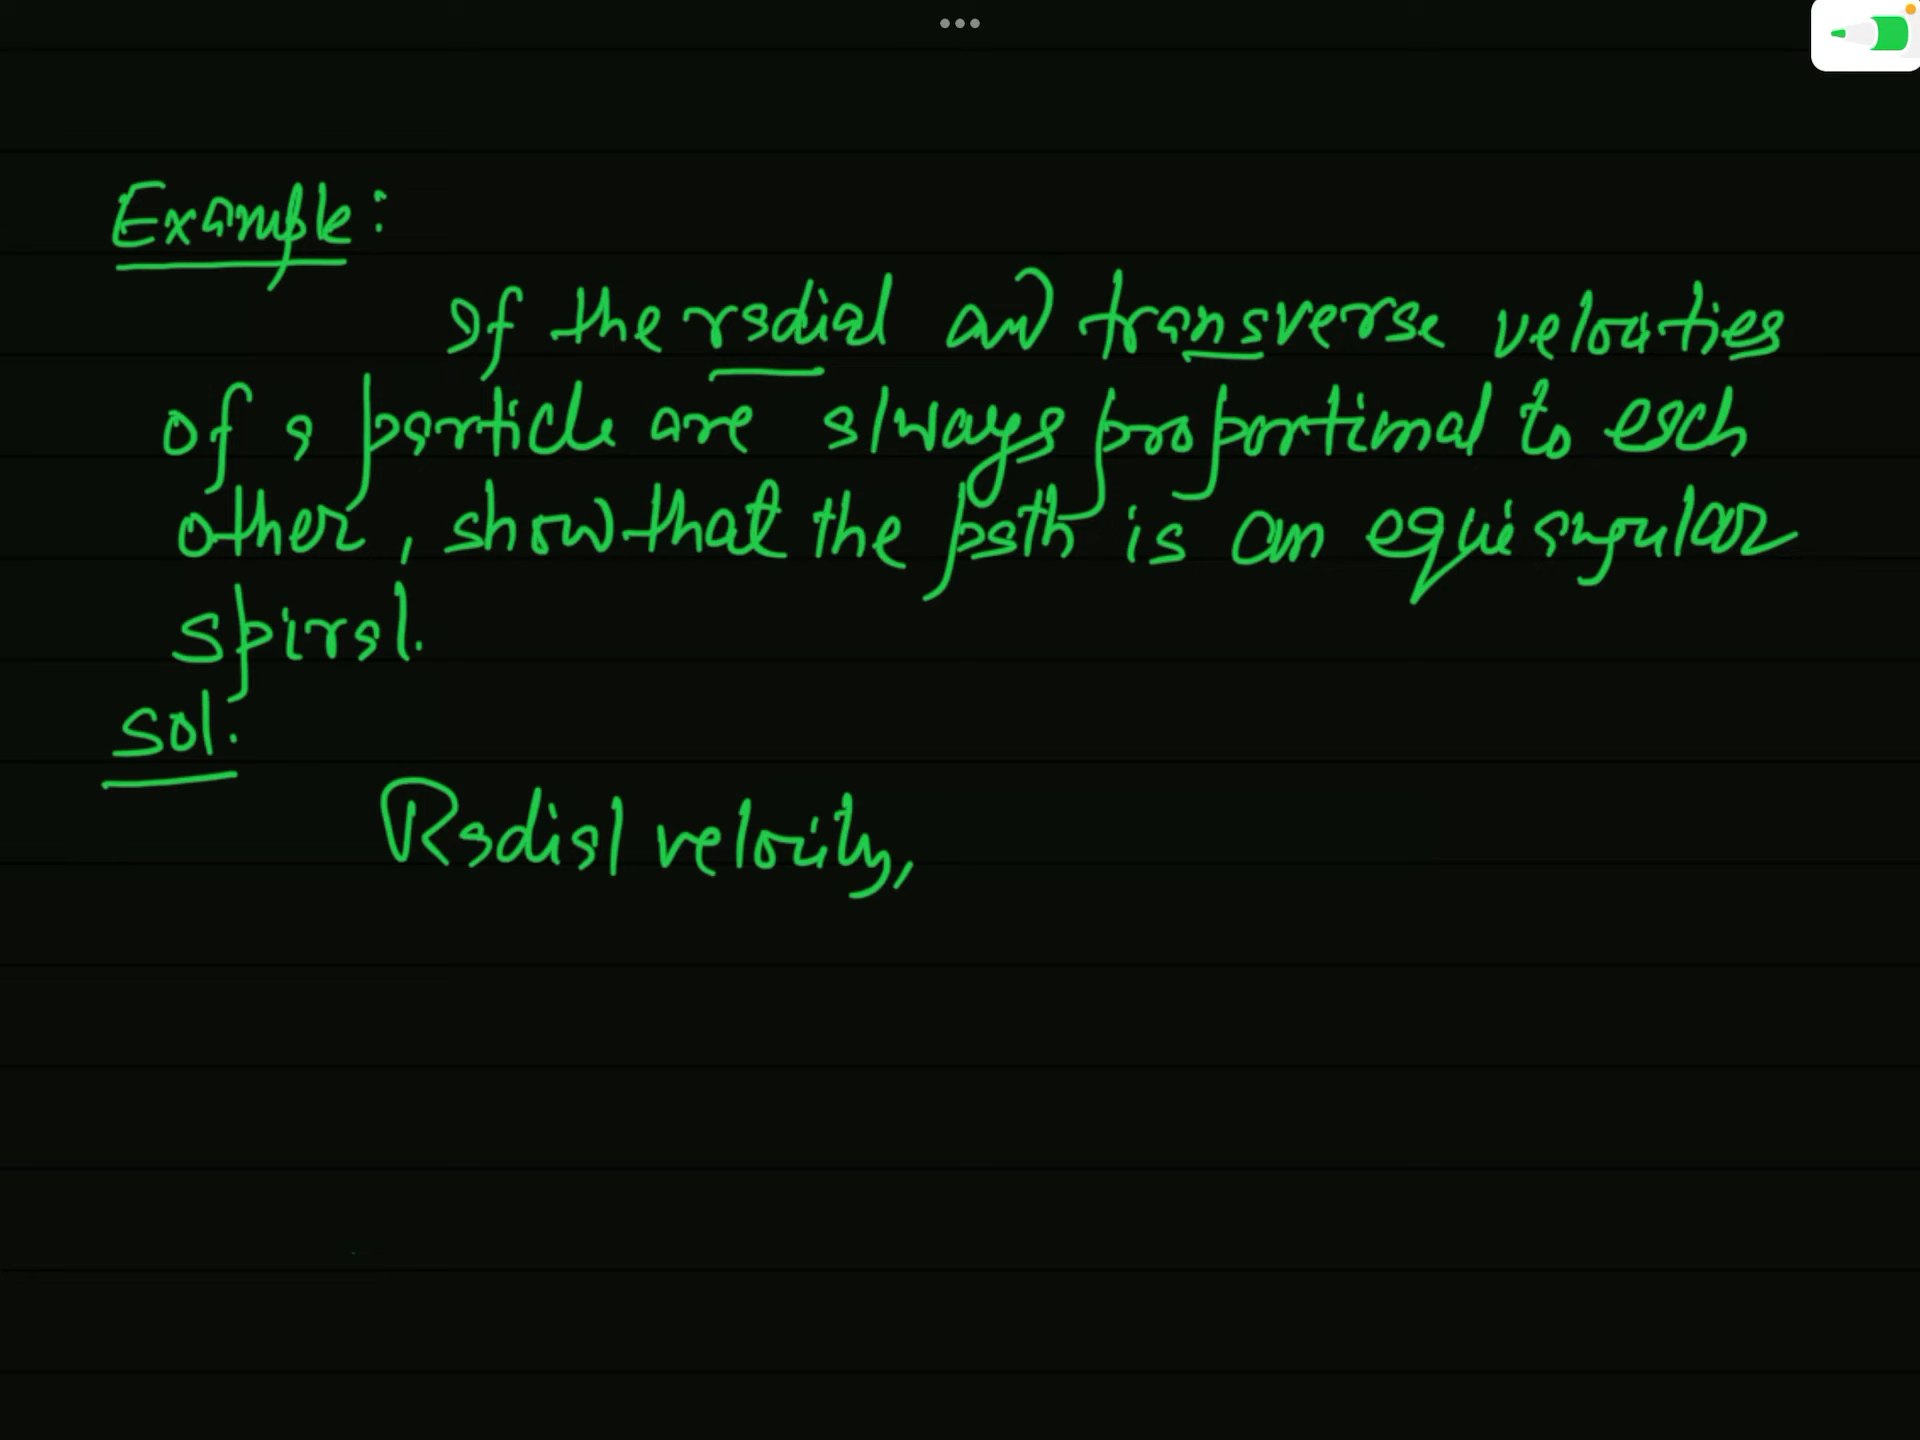 Example:
If the radial and transverse velocities
of a particle are always proportional to each
other, show that the path is an equiangular
spiral.
Sol.
Radial velocity,